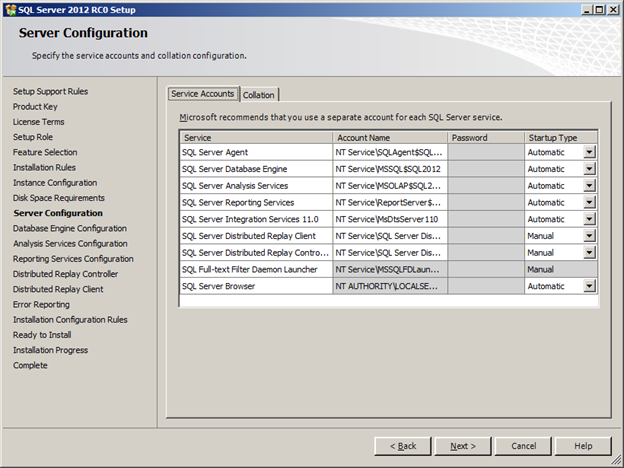 SQL Server 2012 RC0 Setup
Server Configuration
Specify the service accounts and collation configuration.
Setup Support Rules
Product Key
License Terms
Setup Role
Feature Selection
Installation Rules
Instance Configuration
Disk Space Requirements
Server Configuration
Database Engine Configuration
Analysis Services Configuration
Reporting Services Configuration
Distributed Replay Controller
Distributed Replay Client
Error Reporting
Installation Configuration Rules
Ready to Install
Installation Progress
Complete
Service Accounts Collation
Microsoft recommends that you use a separate account for each SQL Server service.
Service Account Name Password Startup Type
SQL Server Agent NT Service\SQLAgent$SQL... Automatic
SQL Server Database Engine NT Service\MSSQL$SQL2012 Automatic
SQL Server Analysis Services NT Service\MSOLAP$SQL2... Automatic
SQL Server Reporting Services NT Service\ReportServer$... Automatic
SQL Server Integration Services 11.0 NT Service\MsDtsServer110 Automatic
SQL Server Distributed Replay Client NT Service\SQL Server Dis... Manual
SQL Server Distributed Replay Contro... NT Service\SQL Server Dis... Manual
SQL Full-text Filter Daemon Launcher NT Service\MSSQLFDLaun... Manual
SQL Server Browser NT AUTHORITY\LOCALSE... Automatic
< Back Next > Cancel Help